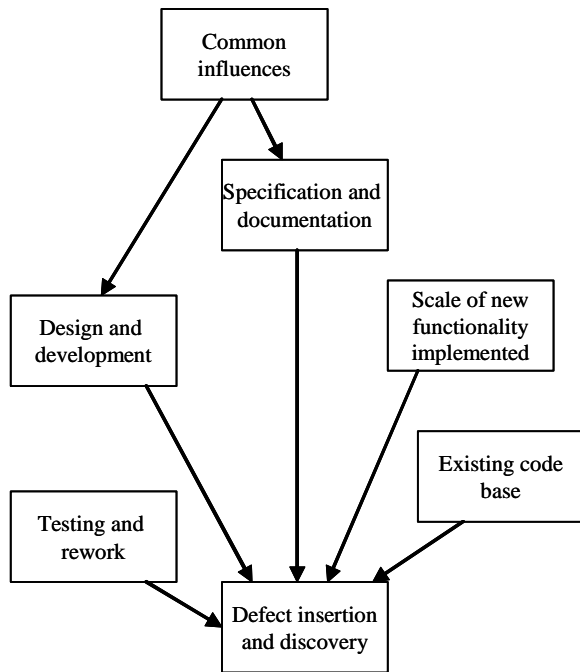 Common
influences
Specification and
documentation
Design and
development
Scale of new
functionality
implemented
Existing code
base
Testing and
rework
Defect insertion
and discovery